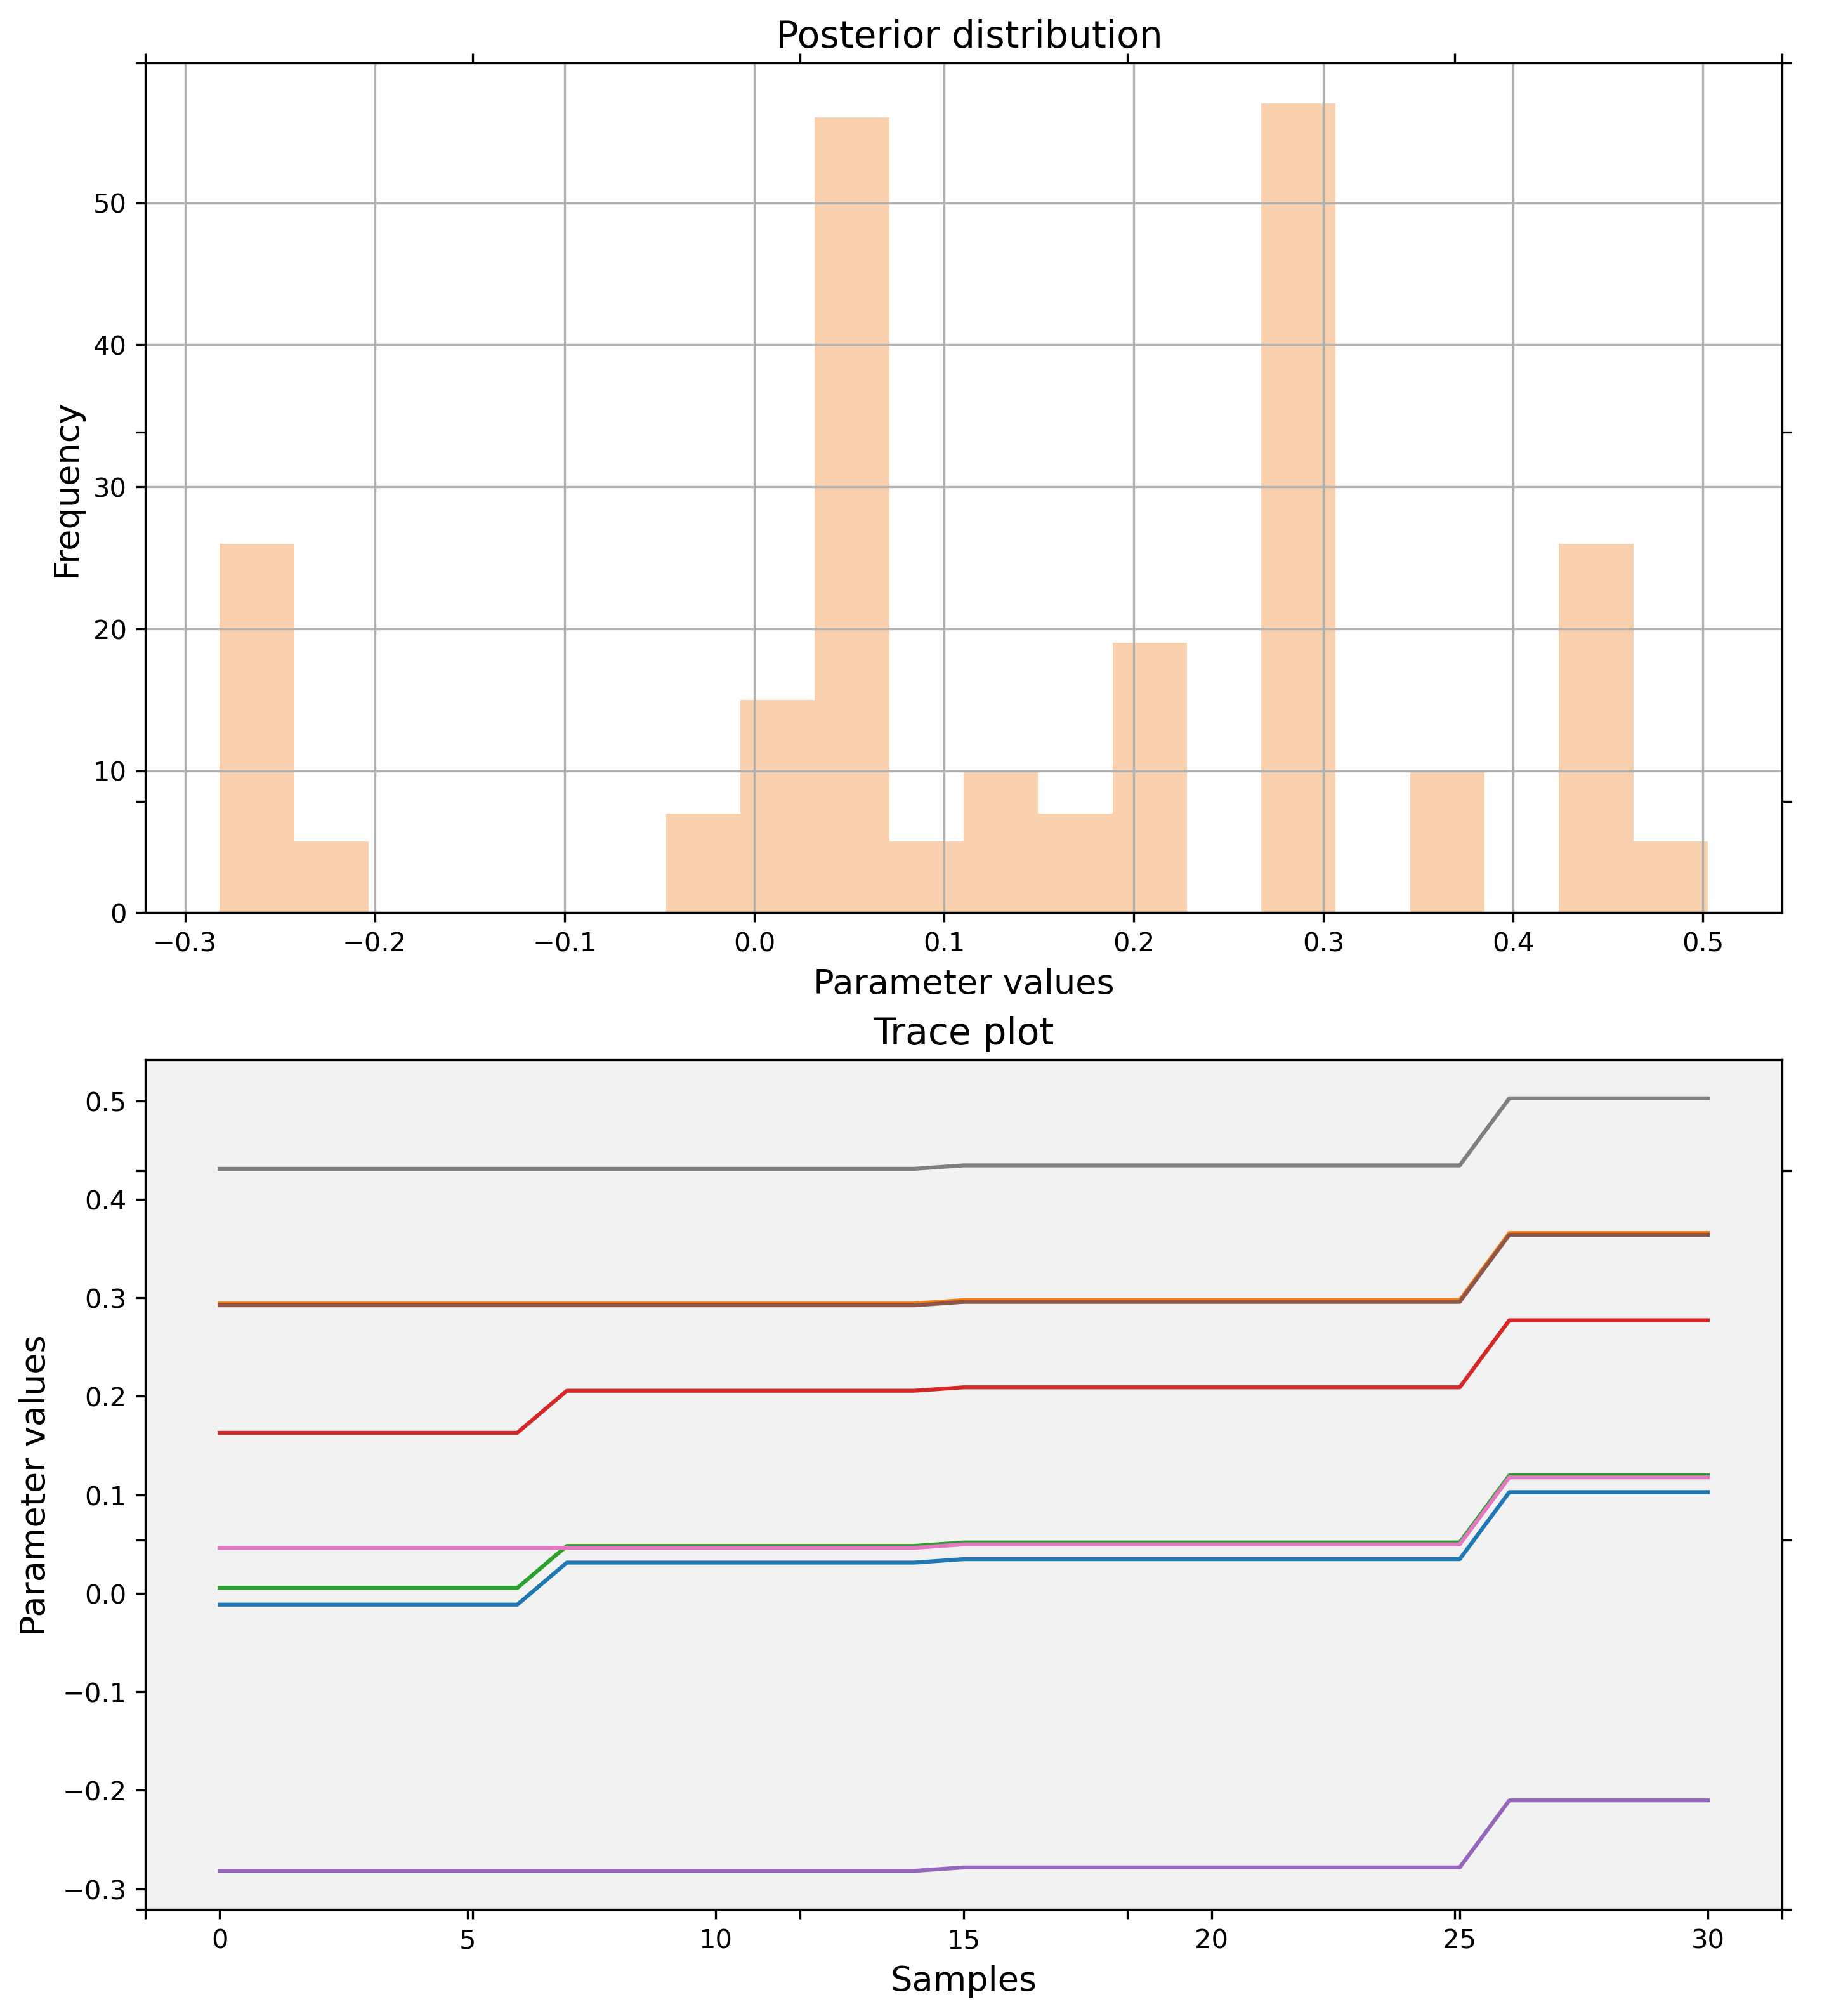 Posterior distribution
50
40
30
20
10
0
Frequency
−0.3 −0.2 −0.1 0.0 0.1 0.2 0.3 0.4 0.5
Parameter values
Trace plot
0.5
0.4
0.3
0.2
0.1
0.0
−0.1
−0.2
−0.3
Parameter values
0 5 10 15 20 25 30
Samples